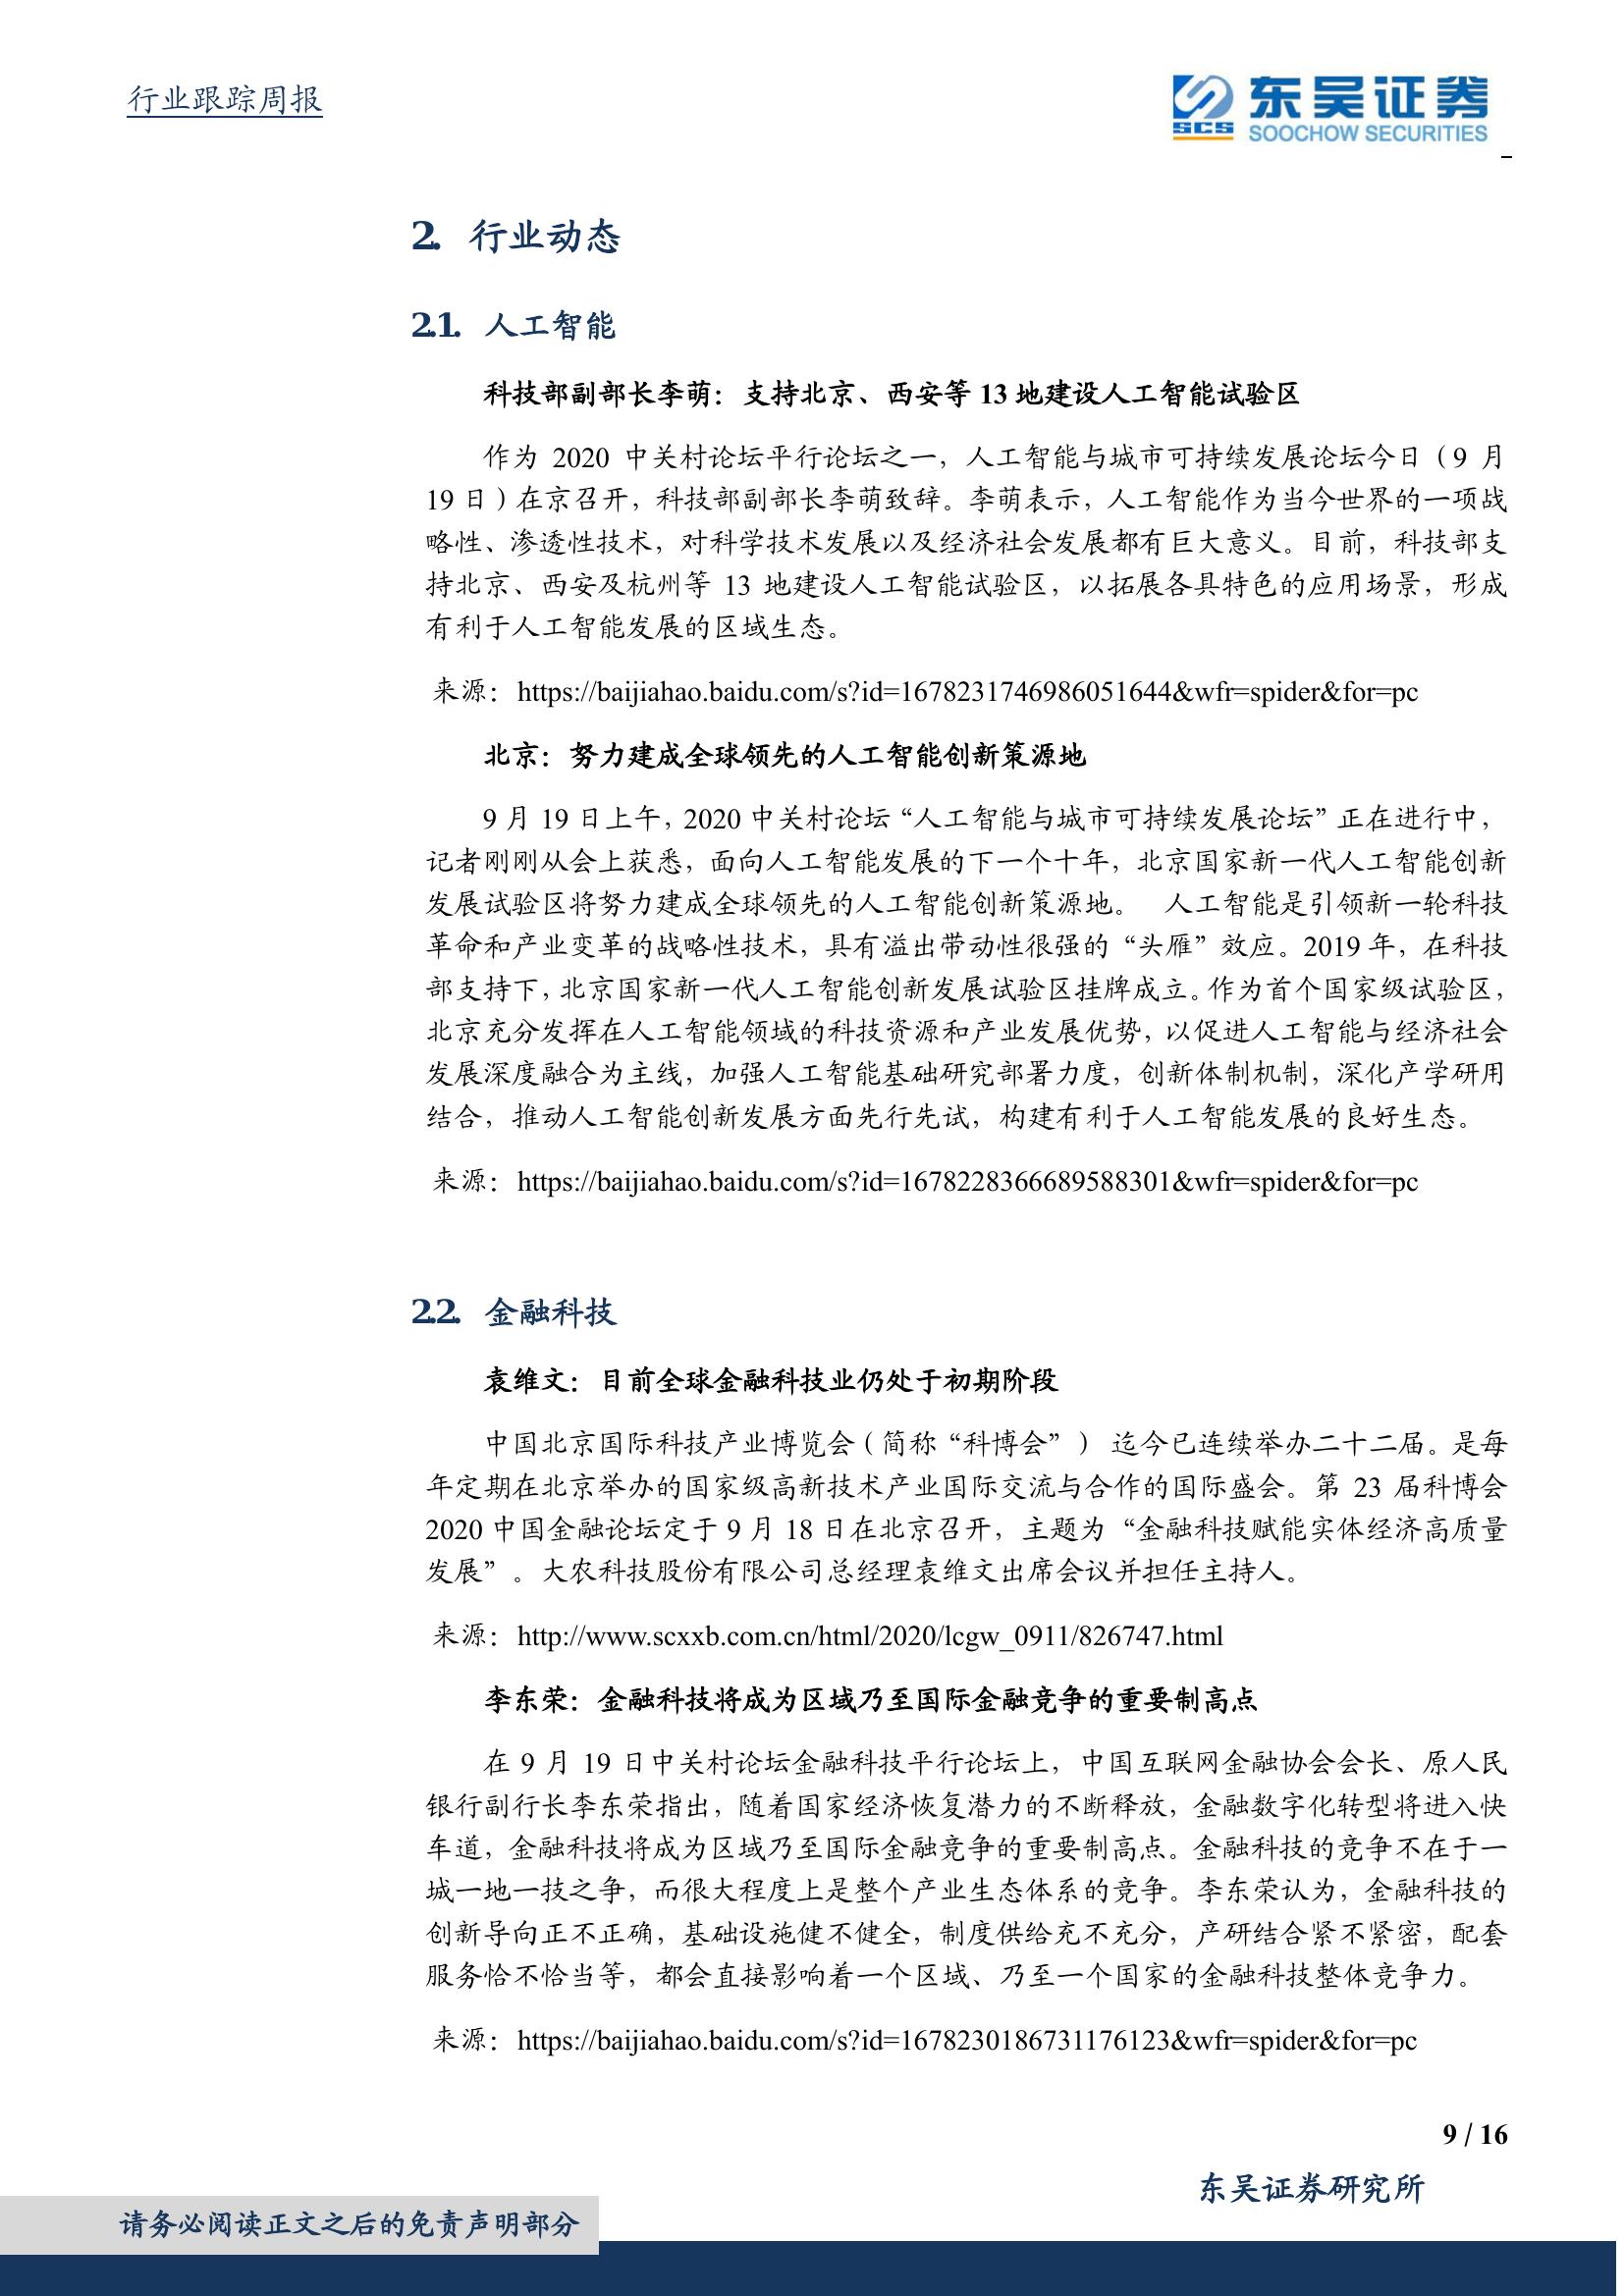 行业跟踪周报
SCS
东吴证券
SOOCHOW SECURITIES
2. 行业动态
2.1. 人工智能
科技部副部长李萌：支持北京、西安等 13 地建设人工智能试验区
作为 2020 中关村论坛平行论坛之一，人工智能与城市可持续发展论坛今日（9 月
19 日）在京召开，科技部副部长李萌致辞。李萌表示，人工智能作为当今世界的一项战
略性、渗透性技术，对科学技术发展以及经济社会发展都有巨大意义。目前，科技部支
持北京、西安及杭州等 13 地建设人工智能试验区，以拓展各具特色的应用场景，形成
有利于人工智能发展的区域生态。
来源：https://baijiahao.baidu.com/s?id=1678231746986051644&wfr=spider&for=pc
北京：努力建成全球领先的人工智能创新策源地
9 月 19 日上午，2020 中关村论坛“人工智能与城市可持续发展论坛”正在进行中，
记者刚刚从会上获悉，面向人工智能发展的下一个十年，北京国家新一代人工智能创新
发展试验区将努力建成全球领先的人工智能创新策源地。 人工智能是引领新一轮科技
革命和产业变革的战略性技术，具有溢出带动性很强的“头雁”效应。2019 年，在科技
部支持下，北京国家新一代人工智能创新发展试验区挂牌成立。作为首个国家级试验区，
北京充分发挥在人工智能领域的科技资源和产业发展优势，以促进人工智能与经济社会
发展深度融合为主线，加强人工智能基础研究部署力度，创新体制机制，深化产学研用
结合，推动人工智能创新发展方面先行先试，构建有利于人工智能发展的良好生态。
来源：https://baijiahao.baidu.com/s?id=1678228366689588301&wfr=spider&for=pc
2.2. 金融科技
袁维文：目前全球金融科技业仍处于初期阶段
中国北京国际科技产业博览会（简称“科博会”） 迄今已连续举办二十二届。是每
年定期在北京举办的国家级高新技术产业国际交流与合作的国际盛会。第 23 届科博会
2020 中国金融论坛定于 9 月 18 日在北京召开，主题为“金融科技赋能实体经济高质量
发展”。大农科技股份有限公司总经理袁维文出席会议并担任主持人。
来源：http://www.scxxb.com.cn/html/2020/lcgw_0911/826747.html
李东荣：金融科技将成为区域乃至国际金融竞争的重要制高点
在 9 月 19 日中关村论坛金融科技平行论坛上，中国互联网金融协会会长、原人民
银行副行长李东荣指出，随着国家经济恢复潜力的不断释放，金融数字化转型将进入快
车道，金融科技将成为区域乃至国际金融竞争的重要制高点。金融科技的竞争不在于一
城一地一技之争，而很大程度上是整个产业生态体系的竞争。李东荣认为，金融科技的
创新导向正不正确，基础设施健不健全，制度供给充不充分，产研结合紧不紧密，配套
服务恰不恰当等，都会直接影响着一个区域、乃至一个国家的金融科技整体竞争力。
来源：https://baijiahao.baidu.com/s?id=1678230186731176123&wfr=spider&for=pc
9 / 16
东吴证券研究所
请务必阅读正文之后的免责声明部分